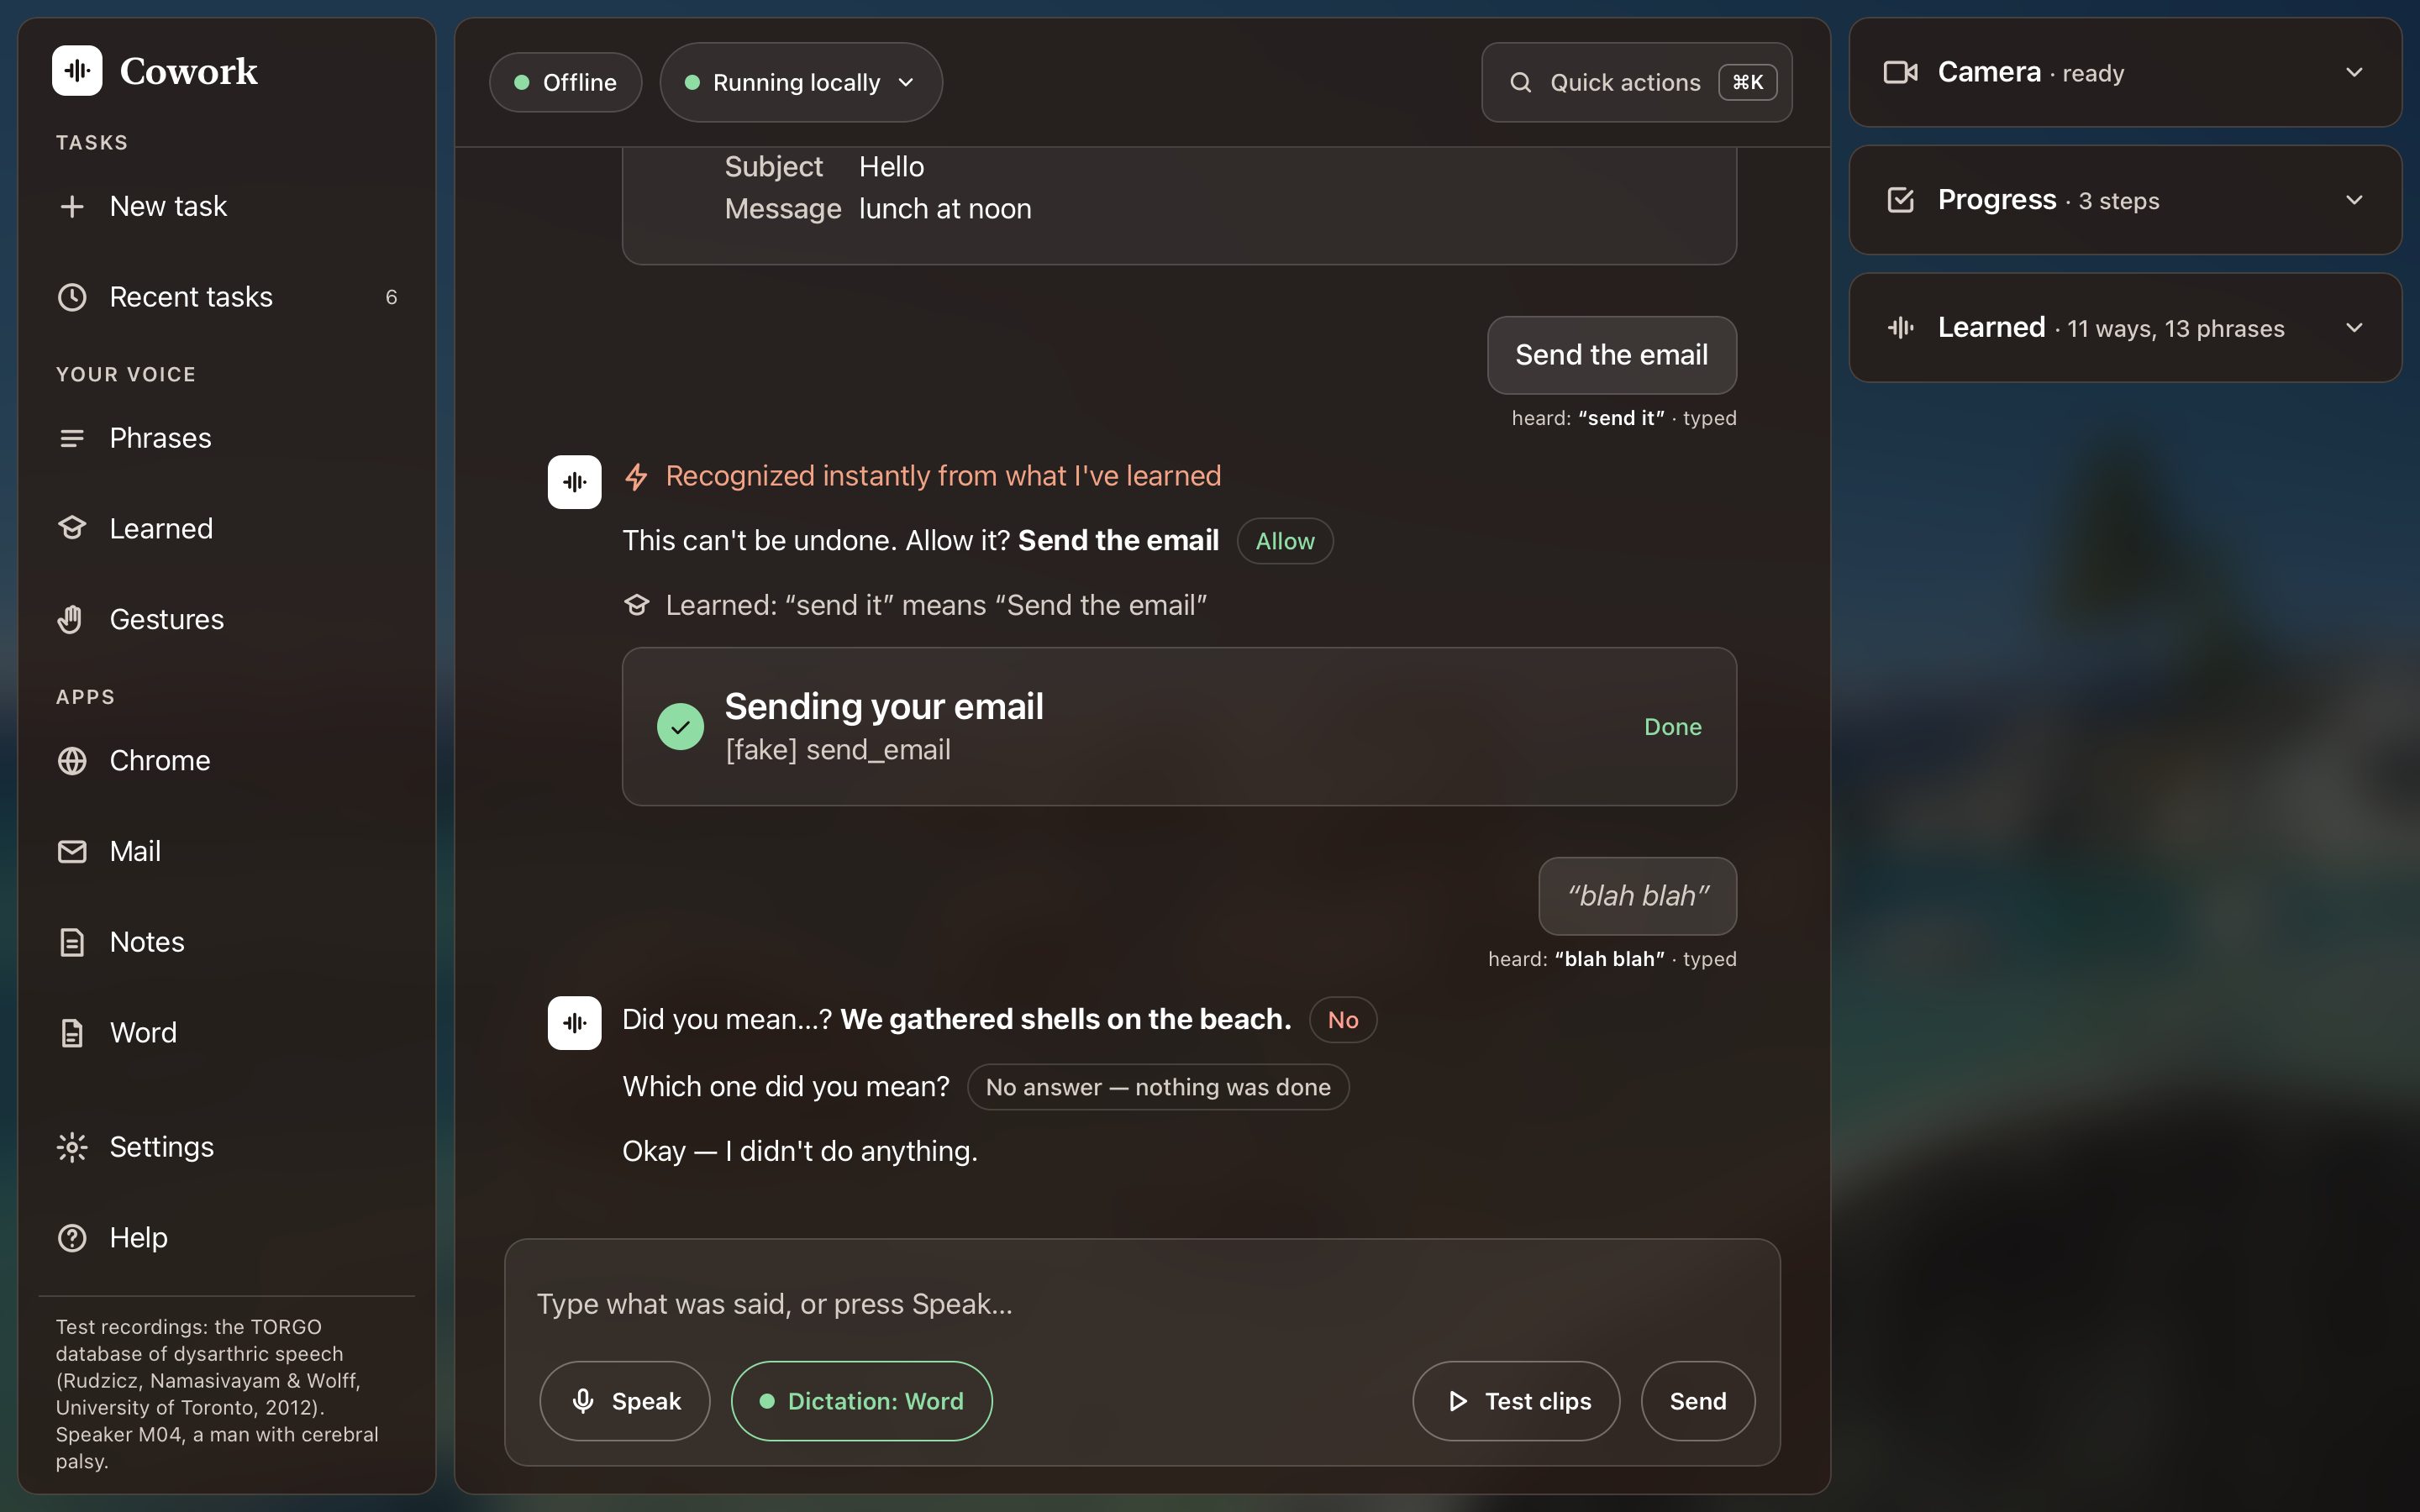 Cowork
TASKS
New task
Recent tasks 6
YOUR VOICE
Phrases
Learned
Gestures
APPS
Chrome
Mail
Notes
Word
Settings
Help
Test recordings: the TORGO
database of dysarthric speech
(Rudzicz, Namasivayam & Wolff,
University of Toronto, 2012).
Speaker M04, a man with cerebral
palsy.
Offline
Running locally
Quick actions ⌘K
Subject Hello
Message lunch at noon
Send the email
heard: “send it” · typed
Recognized instantly from what I've learned
This can't be undone. Allow it? Send the email Allow
Learned: “send it” means “Send the email”
Sending your email
[fake] send_email
Done
“blah blah”
heard: “blah blah” · typed
Did you mean…? We gathered shells on the beach. No
Which one did you mean? No answer — nothing was done
Okay — I didn't do anything.
Type what was said, or press Speak…
Speak
Dictation: Word
Test clips
Send
Camera · ready
Progress · 3 steps
Learned · 11 ways, 13 phrases